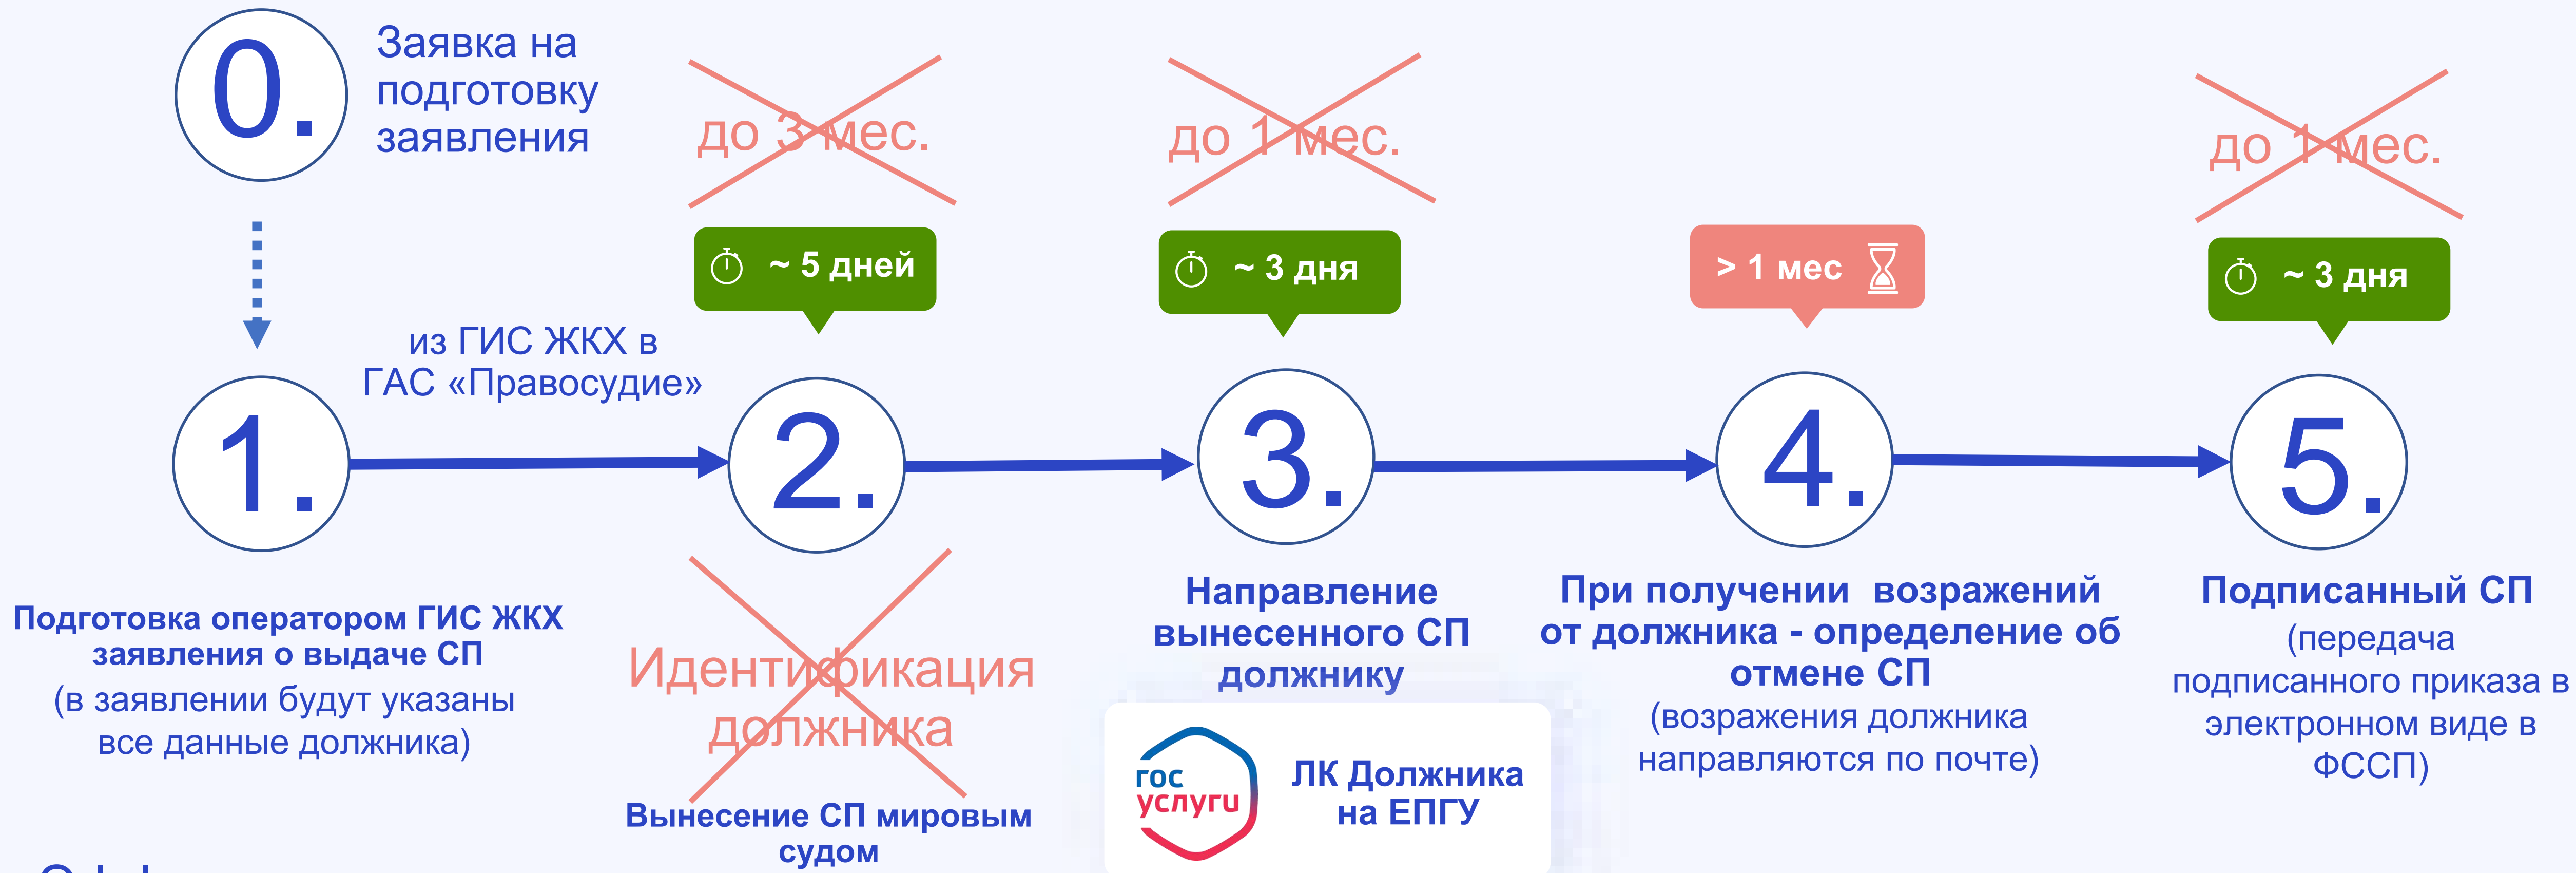 0.
Заявка на
подготовку
заявления
до 3 мес.
до 1 мес.
до 1 мес.
~ 5 дней
~ 3 дня
> 1 мес
~ 3 дня
из ГИС ЖКХ в
ГАС «Правосудие»
1.
2.
3.
4.
5.
Подготовка оператором ГИС ЖКХ
заявления о выдаче СП
(в заявлении будут указаны
все данные должника)
Идентификация
должника
Вынесение СП мировым
судом
Направление
вынесенного СП
должнику
гос
услуги
ЛК Должника
на ЕПГУ
При получении возражений
от должника - определение об
отмене СП
(возражения должника
направляются по почте)
Подписанный СП
(передача
подписанного приказа в
электронном виде в
ФССП)